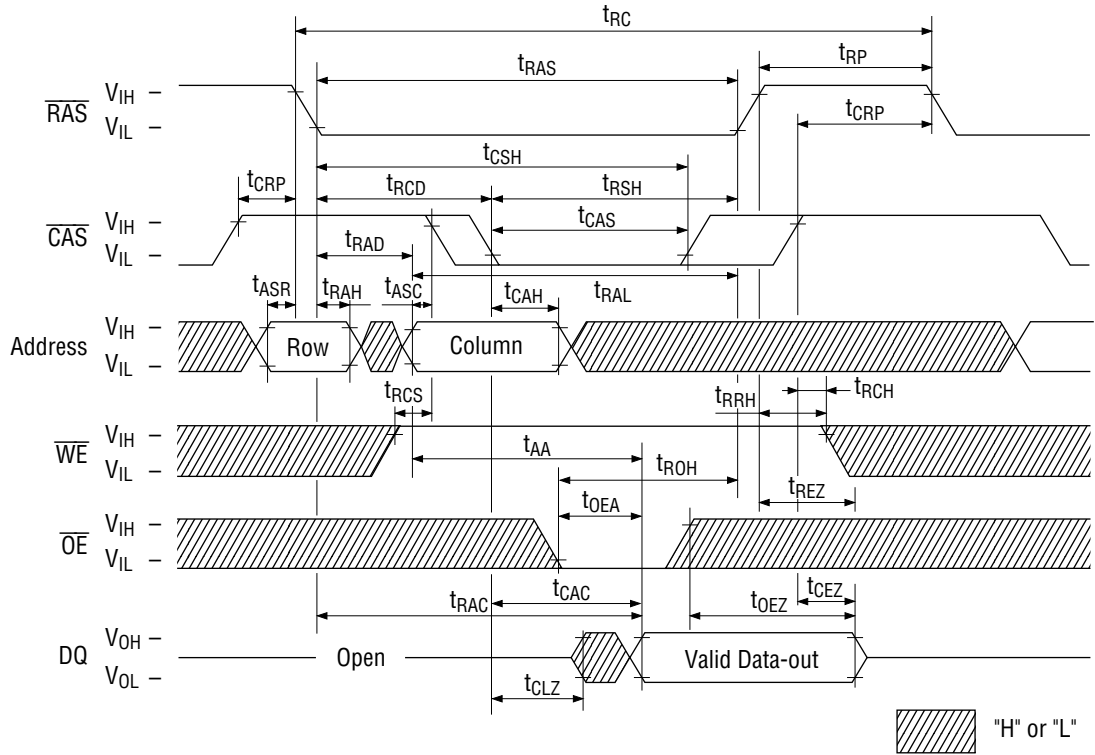 tRC
tRP
tRAS
RAS VIH
VIL
tCRP
tCSH
tCRP
tRCD
tRSH
CAS VIH
VIL
tCAS
tRAD
tASR
tRAH
tASC
tCAH
tRAL
Address VIH
VIL
Row
Column
tRCS
tRRH
tRCH
WE VIH
VIL
tAA
tROH
tREZ
tOEA
OE VIH
VIL
tCAC
tCEZ
tRAC
tOEZ
DQ VOH
VOL
Open
Valid Data-out
tCLZ
"H" or "L"